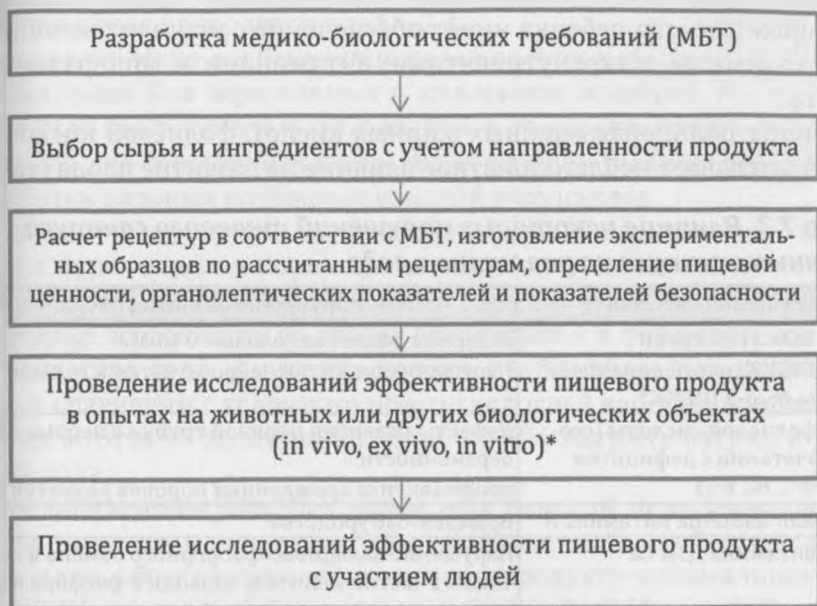 Разработка медико-биологических требований (МБТ)
Выбор сырья и ингредиентов с учетом направленности продукта
Расчет рецептур в соответствии с МБТ, изготовление эксперименталь-
ных образцов по рассчитанным рецептурам, определение пищевой
ценности, органолептических показателей и показателей безопасности
Проведение исследований эффективности пищевого продукта
в опытах на животных или других биологических объектах
(in vivo, ex vivo, in vitro)*
Проведение исследований эффективности пищевого продукта
с участием людей